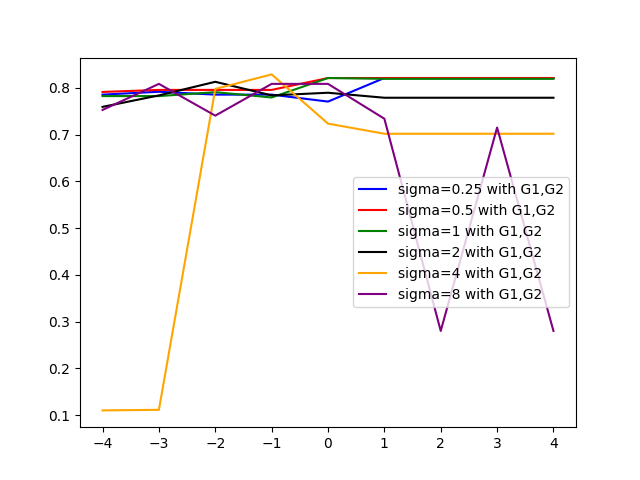 0.8
0.7
0.6
0.5
0.4
0.3
0.2
0.1
sigma=0.25 with G1,G2
sigma=0.5 with G1,G2
sigma=1 with G1,G2
sigma=2 with G1,G2
sigma=4 with G1,G2
sigma=8 with G1,G2
−4 −3 −2 −1 0 1 2 3 4